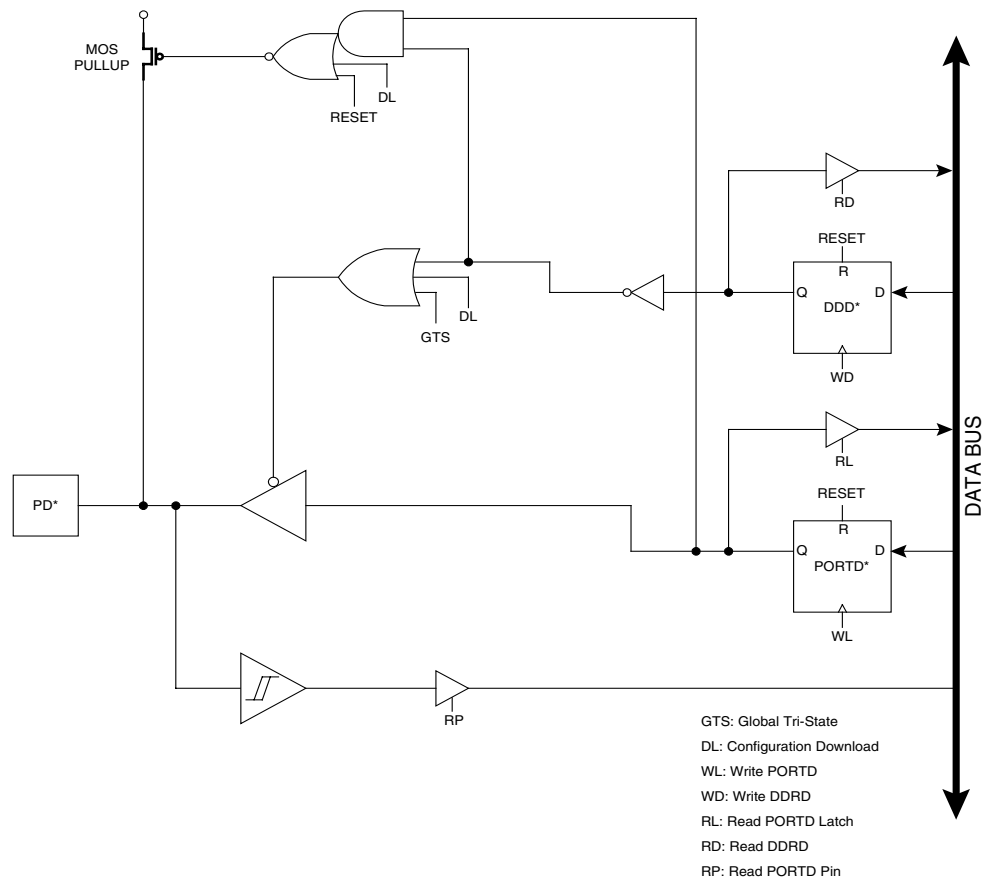 MOS
PULLUP
DL
RESET
RD
RESET
R
Q
D
DDD*
DL
GTS
WD
RL
DATA BUS
RESET
PD*
R
Q
D
PORTD*
WL
RP
GTS: Global Tri-State
DL: Configuration Download
WL: Write PORTD
WD: Write DDRD
RL: Read PORTD Latch
RD: Read DDRD
RP: Read PORTD Pin